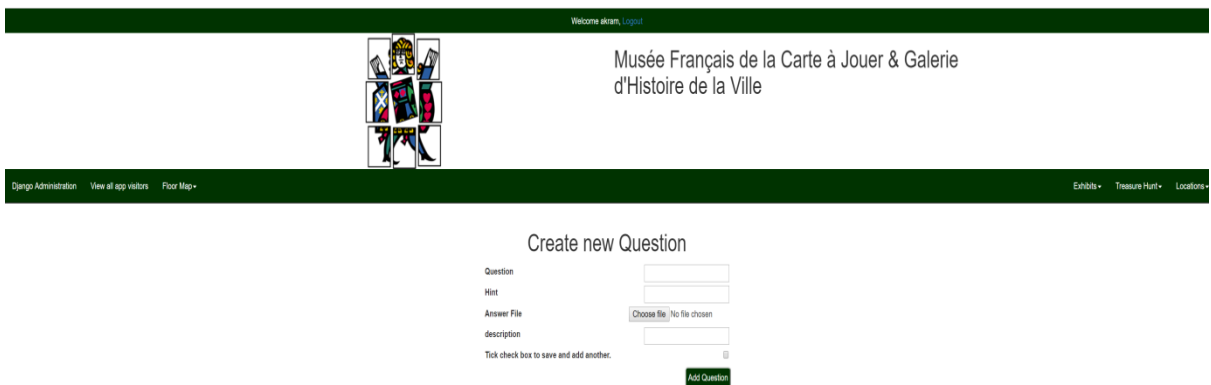 Welcome akram, Logout
Musée Français de la Carte à Jouer & Galerie
d'Histoire de la Ville
Django Administration View all app visitors Floor Map Exhibits Treasure Hunt Locations
Create new Question
Question
Hint
Answer File Choose file No file chosen
description
Tick check box to save and add another.
Add Question